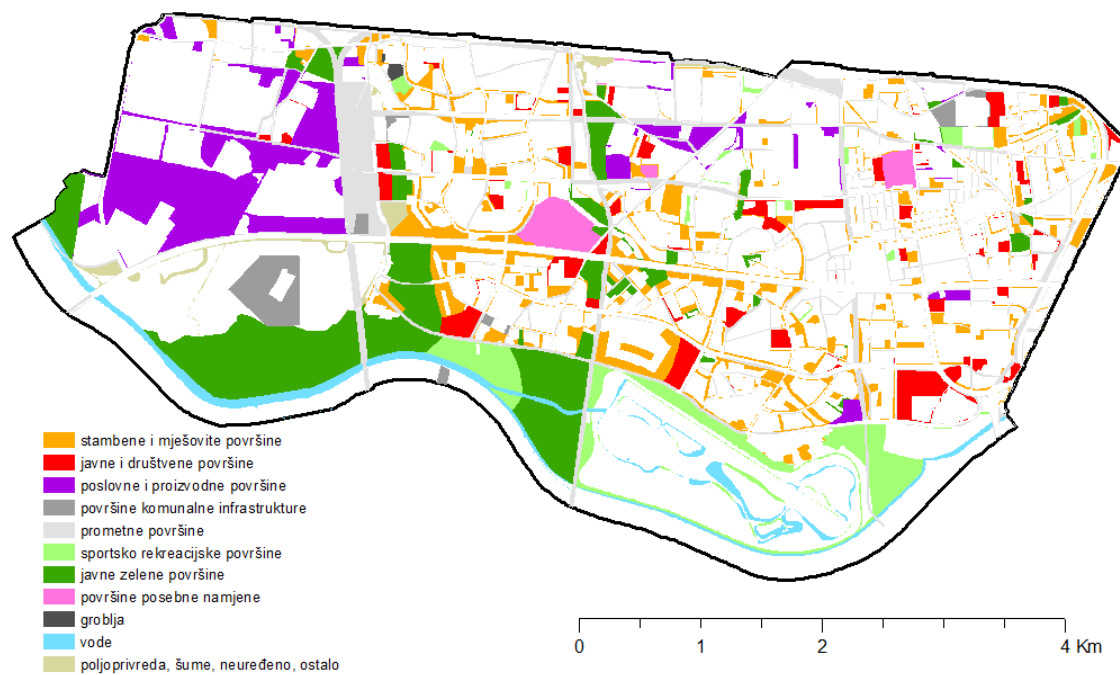 stambene i mješovite površine
javne i društvene površine
poslovne i proizvodne površine
površine komunalne infrastrukture
prometne površine
sportsko rekreacijske površine
javne zelene površine
površine posebne namjene
groblja
vode
poljoprivreda, šume, neuređeno, ostalo
0 1 2 4 Km